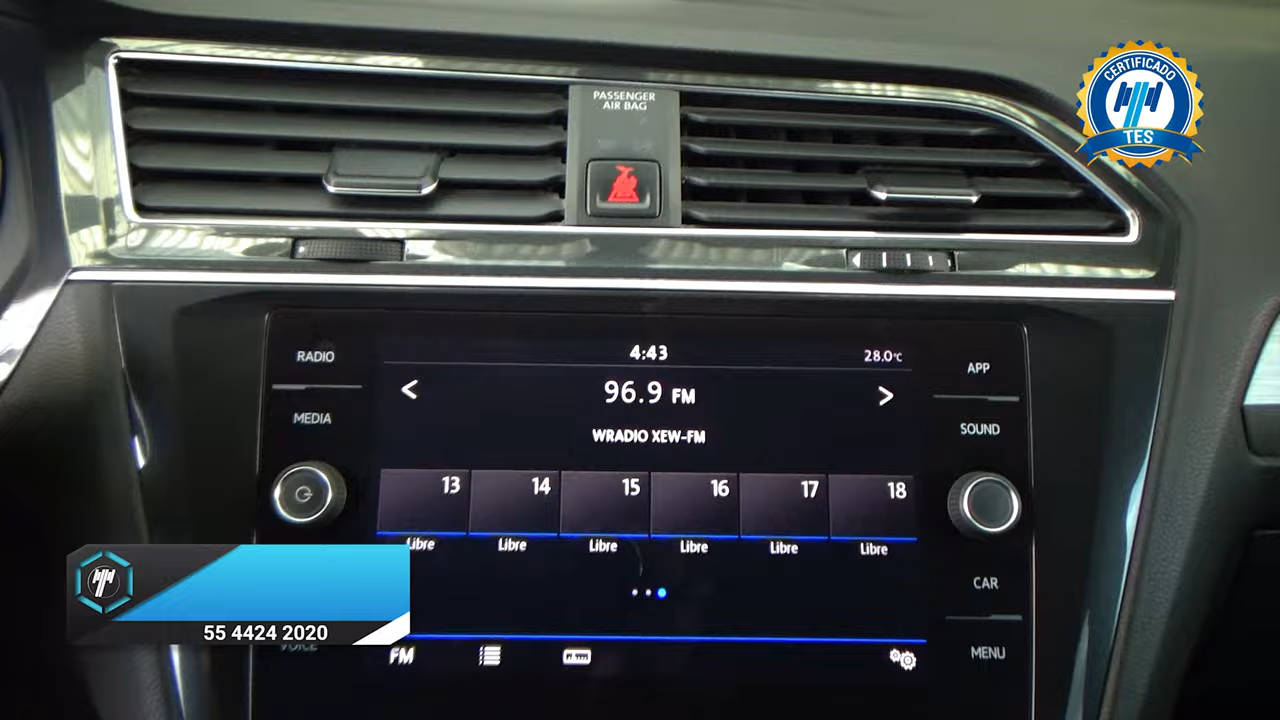 PASSENGER
AIR BAG
CERTIFICADO
TES
RADIO
MEDIA
4:43
28.0°C
96.9 FM
WRADIO XEW-FM
APP
SOUND
13 14 15 16 17 18
Libre Libre Libre Libre Libre Libre
CAR
MENU
55 4424 2020
VOICE
FM